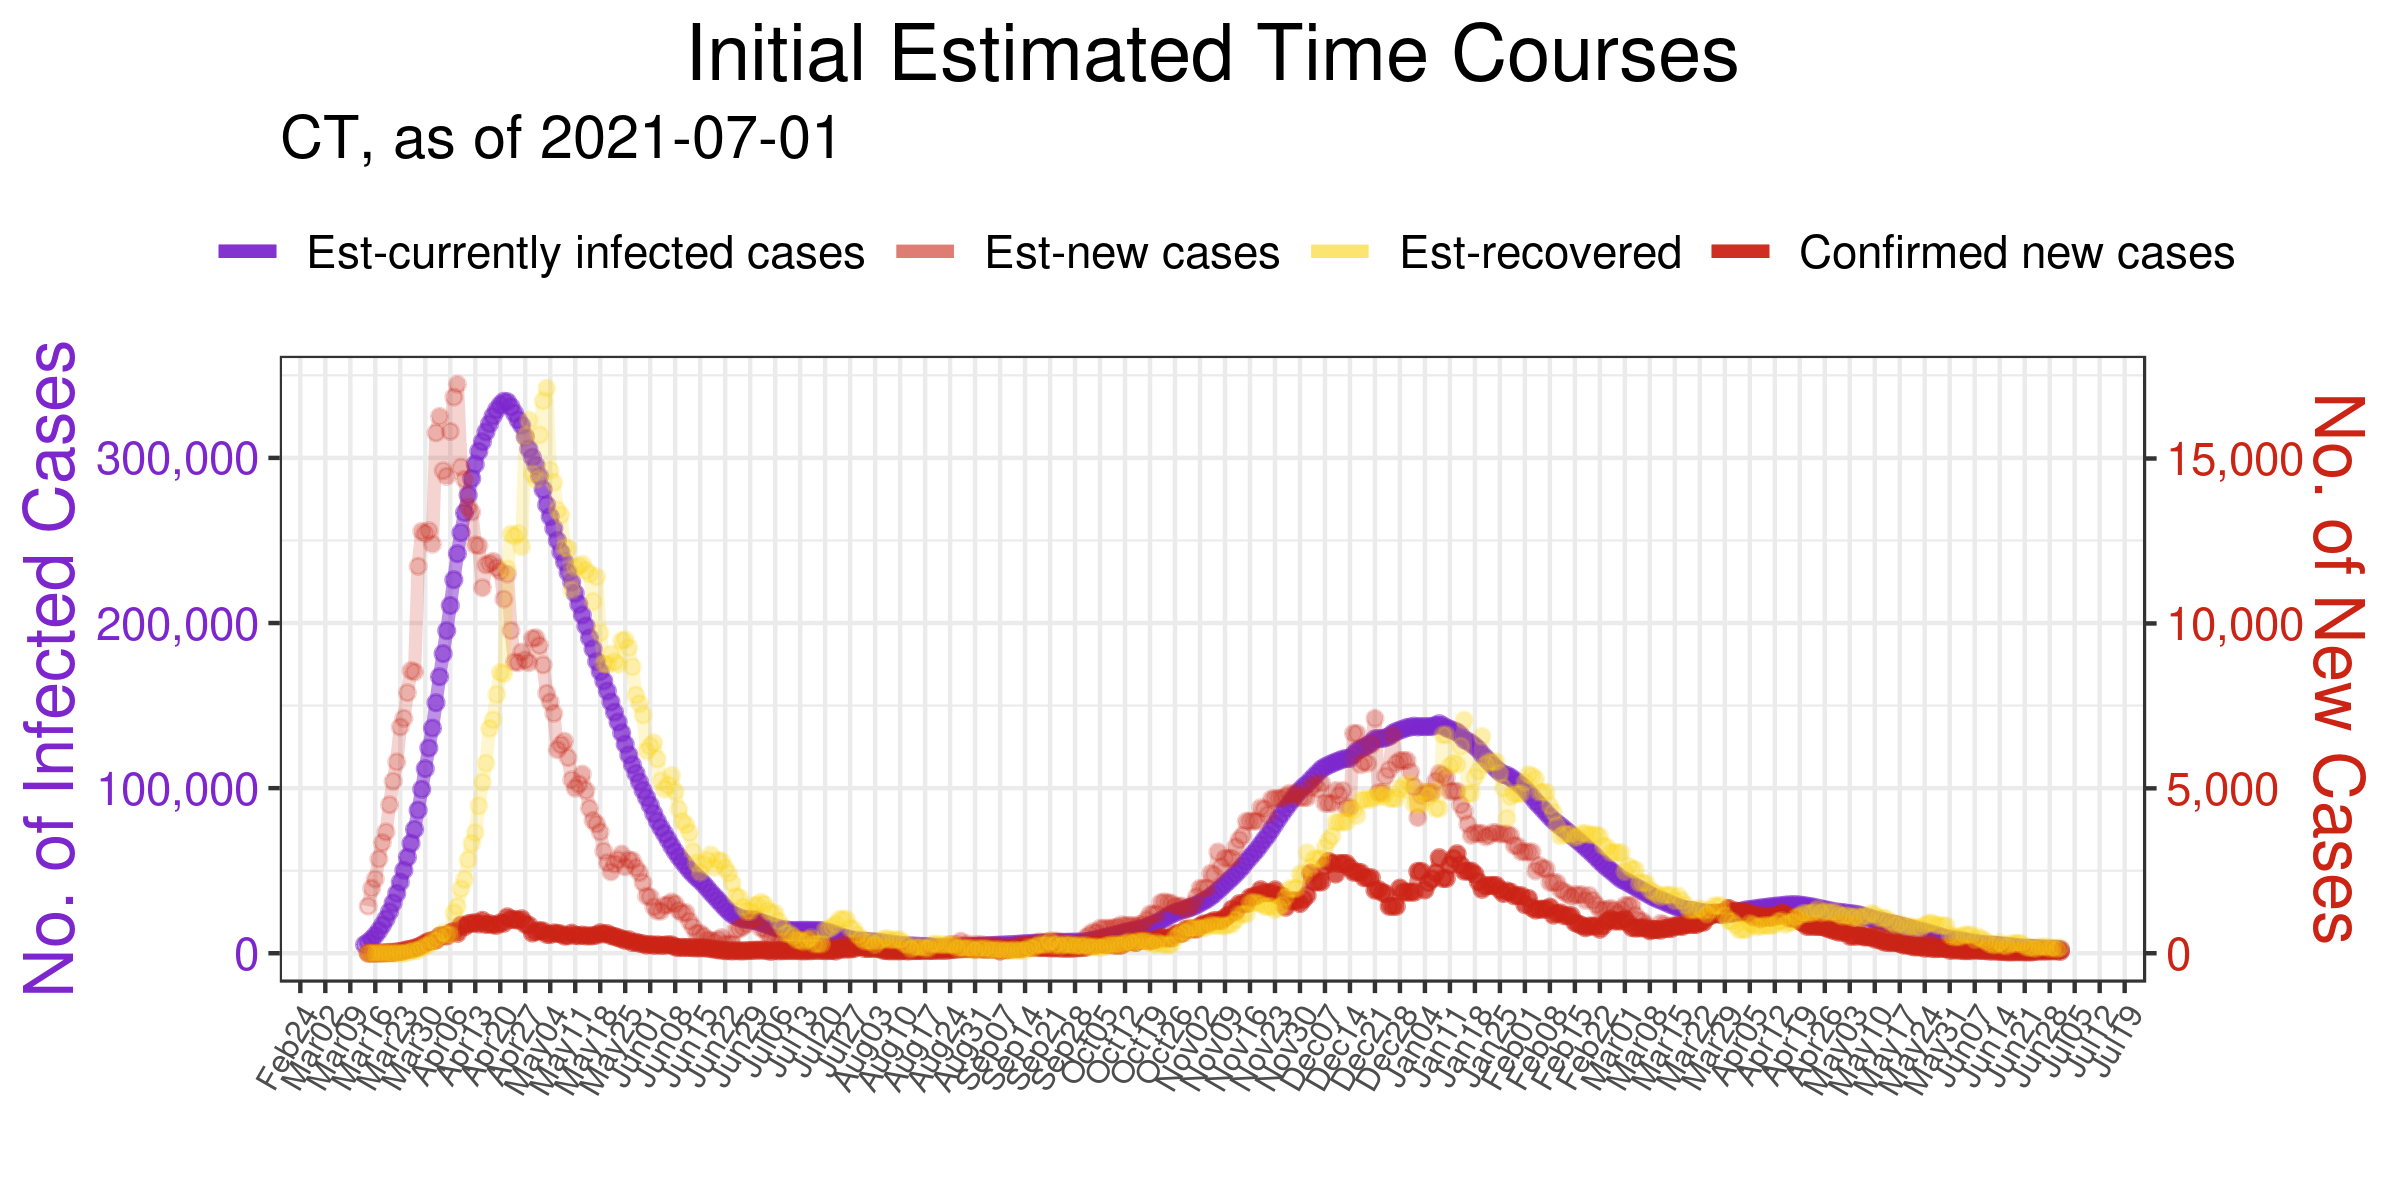 Initial Estimated Time Courses
CT, as of 2021-07-01
Est-currently infected cases
Est-new cases
Est-recovered
Confirmed new cases
No. of Infected Cases
300,000
200,000
100,000
0
15,000
10,000
5,000
0
No. of New Cases
Feb24
Mar02
Mar09
Mar16
Mar23
Mar30
Apr06
Apr13
Apr20
Apr27
May04
May11
May18
May25
Jun01
Jun08
Jun15
Jun22
Jun29
Jul06
Jul13
Jul20
Jul27
Aug03
Aug10
Aug17
Aug24
Aug31
Sep07
Sep14
Sep21
Sep28
Oct05
Oct12
Oct19
Oct26
Nov02
Nov09
Nov16
Nov23
Nov30
Dec07
Dec14
Dec21
Dec28
Jan04
Jan11
Jan18
Jan25
Feb01
Feb08
Feb15
Feb22
Mar01
Mar08
Mar15
Mar22
Mar29
Apr05
Apr12
Apr19
Apr26
May03
May10
May17
May24
May31
Jun07
Jun14
Jun21
Jun28
Jul05
Jul12
Jul19